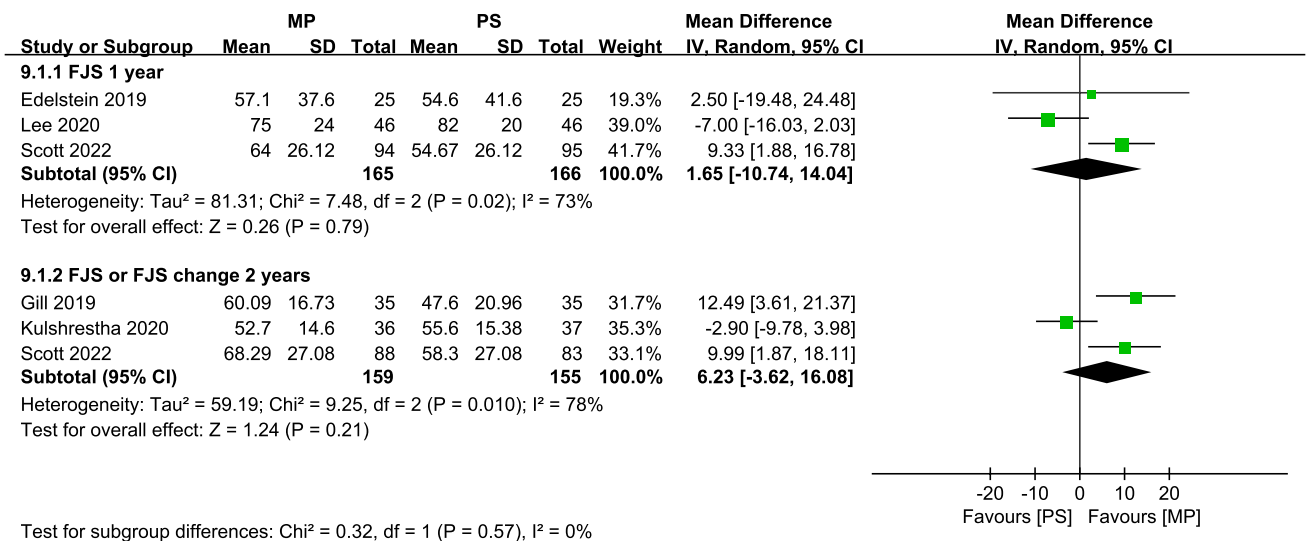 MP PS Mean Difference Mean Difference
Study or Subgroup Mean SD Total Mean SD Total Weight IV, Random, 95% CI IV, Random, 95% CI
9.1.1 FJS 1 year
Edelstein 2019 57.1 37.6 25 54.6 41.6 25 19.3% 2.50 [-19.48, 24.48]
Lee 2020 75 24 46 82 20 46 39.0% -7.00 [-16.03, 2.03]
Scott 2022 64 26.12 94 54.67 26.12 95 41.7% 9.33 [1.88, 16.78]
Subtotal (95% CI) 165 166 100.0% 1.65 [-10.74, 14.04]
Heterogeneity: Tau² = 81.31; Chi² = 7.48, df = 2 (P = 0.02); I² = 73%
Test for overall effect: Z = 0.26 (P = 0.79)
9.1.2 FJS or FJS change 2 years
Gill 2019 60.09 16.73 35 47.6 20.96 35 31.7% 12.49 [3.61, 21.37]
Kulshrestha 2020 52.7 14.6 36 55.6 15.38 37 35.3% -2.90 [-9.78, 3.98]
Scott 2022 68.29 27.08 88 58.3 27.08 83 33.1% 9.99 [1.87, 18.11]
Subtotal (95% CI) 159 155 100.0% 6.23 [-3.62, 16.08]
Heterogeneity: Tau² = 59.19; Chi² = 9.25, df = 2 (P = 0.010); I² = 78%
Test for overall effect: Z = 1.24 (P = 0.21)
-20 -10 0 10 20
Favours [PS] Favours [MP]
Test for subgroup differences: Chi² = 0.32, df = 1 (P = 0.57), I² = 0%